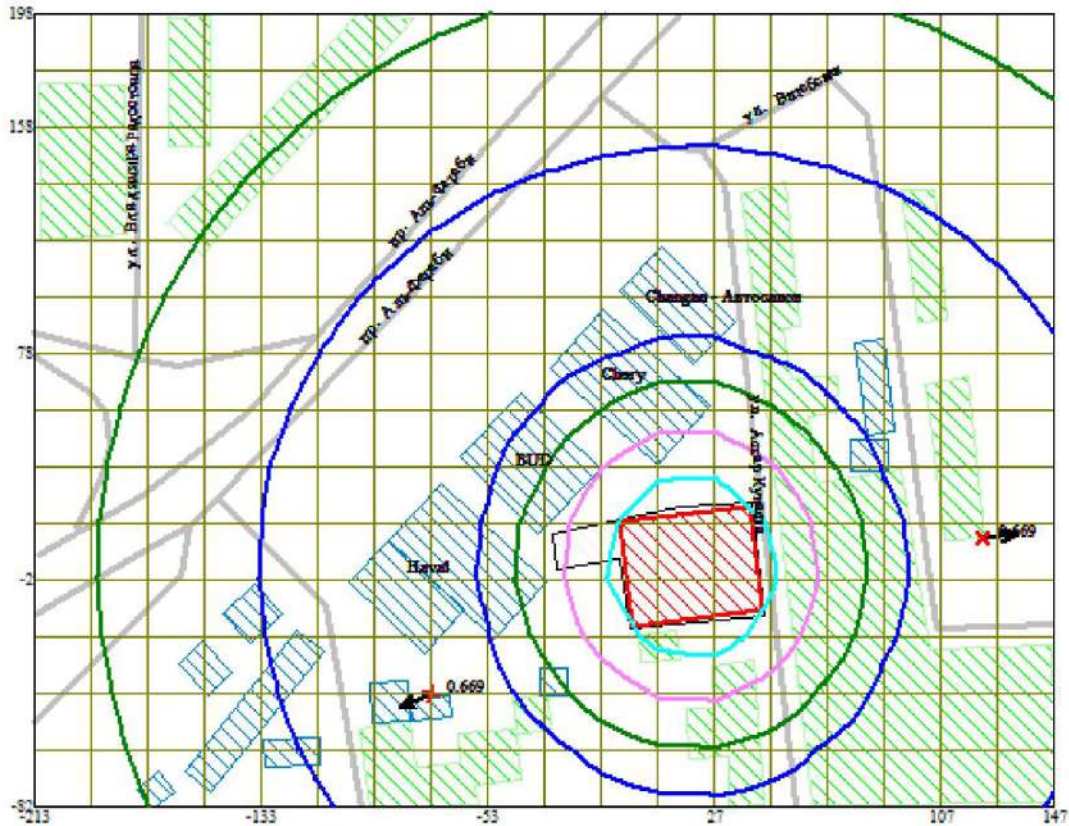 198
158
ул. Витебская
пр. Аль-Фараби
пр. Аль-Фараби
Changan - Автосалон
78
Chery
BUD
Haval
-2
0.669
-82
-213
-133
-53
27
107
147